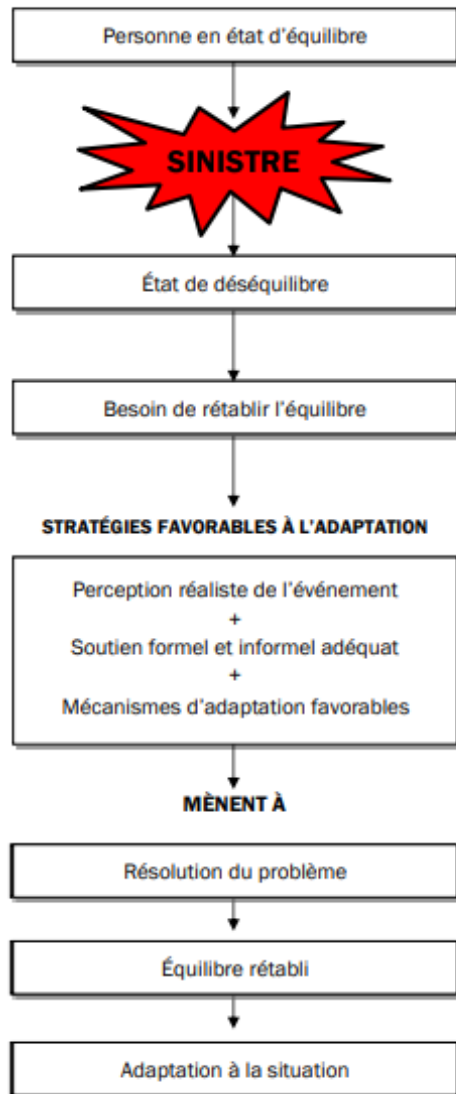 Personne en état d'équilibre
SINISTRE
État de déséquilibre
Besoin de rétablir l'équilibre
STRATÉGIES FAVORABLES À L'ADAPTATION
Perception réaliste de l'événement
+
Soutien formel et informel adéquat
+
Mécanismes d'adaptation favorables
MÈNENT À
Résolution du problème
Équilibre rétabli
Adaptation à la situation